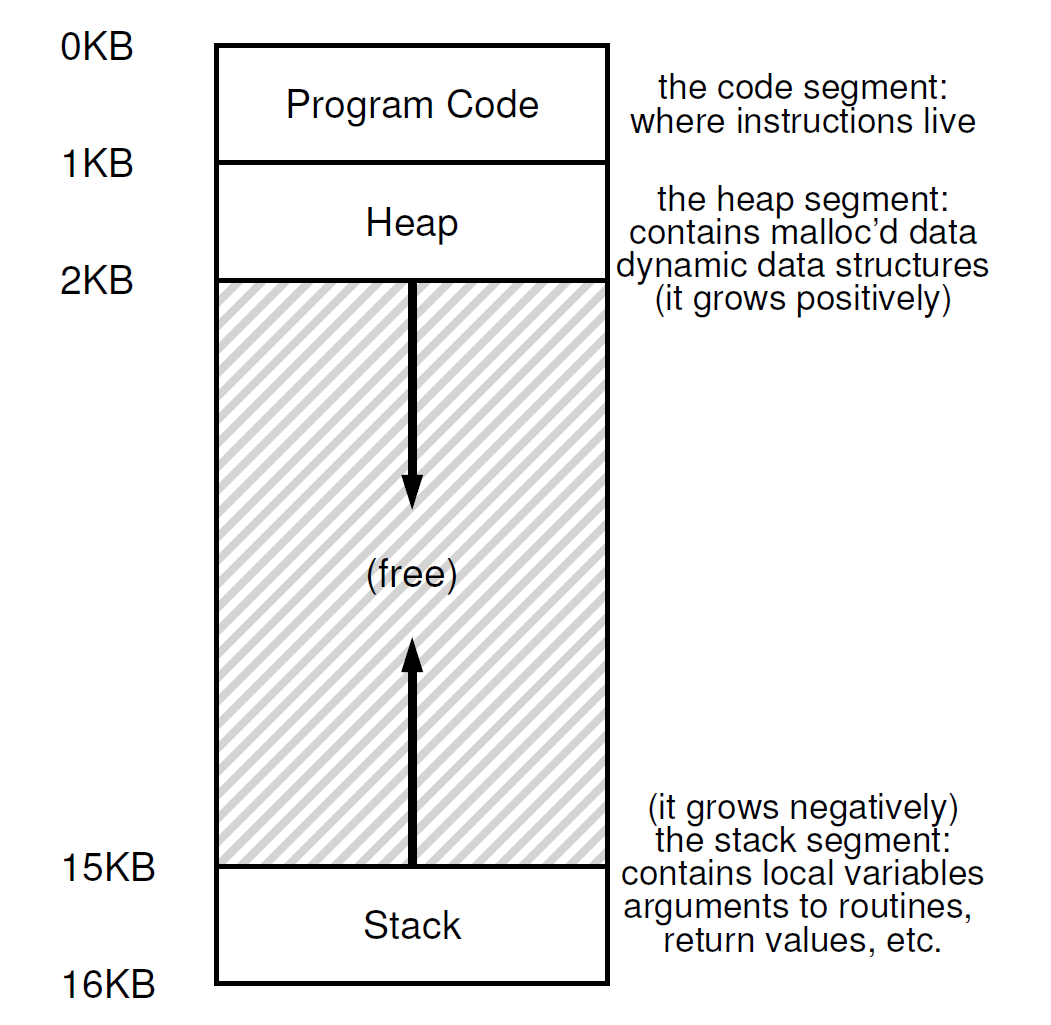 0KB
Program Code
the code segment:
where instructions live
1KB
Heap
the heap segment:
contains malloc'd data
dynamic data structures
(it grows positively)
2KB
(free)
(it grows negatively)
the stack segment:
contains local variables
arguments to routines,
return values, etc.
15KB
Stack
16KB